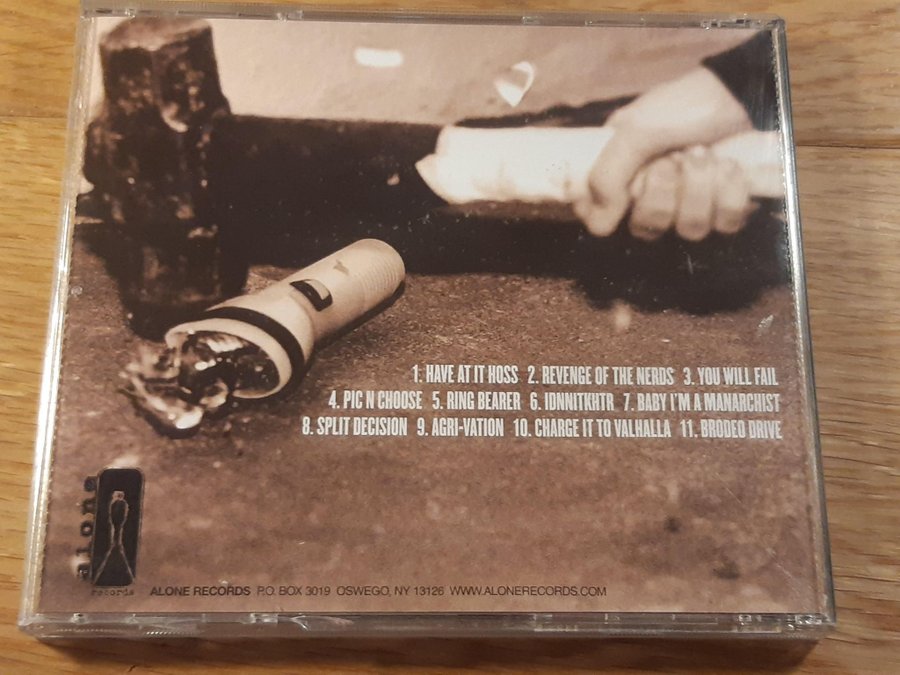 1. HAVE AT IT HOSS 2. REVENGE OF THE NERDS 3. YOU WILL FAIL
4. PIC N CHOOSE 5. RING BEARER 6. IDNNITKHTR 7. BABY I'M A MANARCHIST
8. SPLIT DECISION 9. AGRI-VATION 10. CHARGE IT TO VALHALLA 11. BRODEO DRIVE
alone
records
ALONE RECORDS P.O. BOX 3019 OSWEGO, NY 13126 WWW.ALONERECORDS.COM